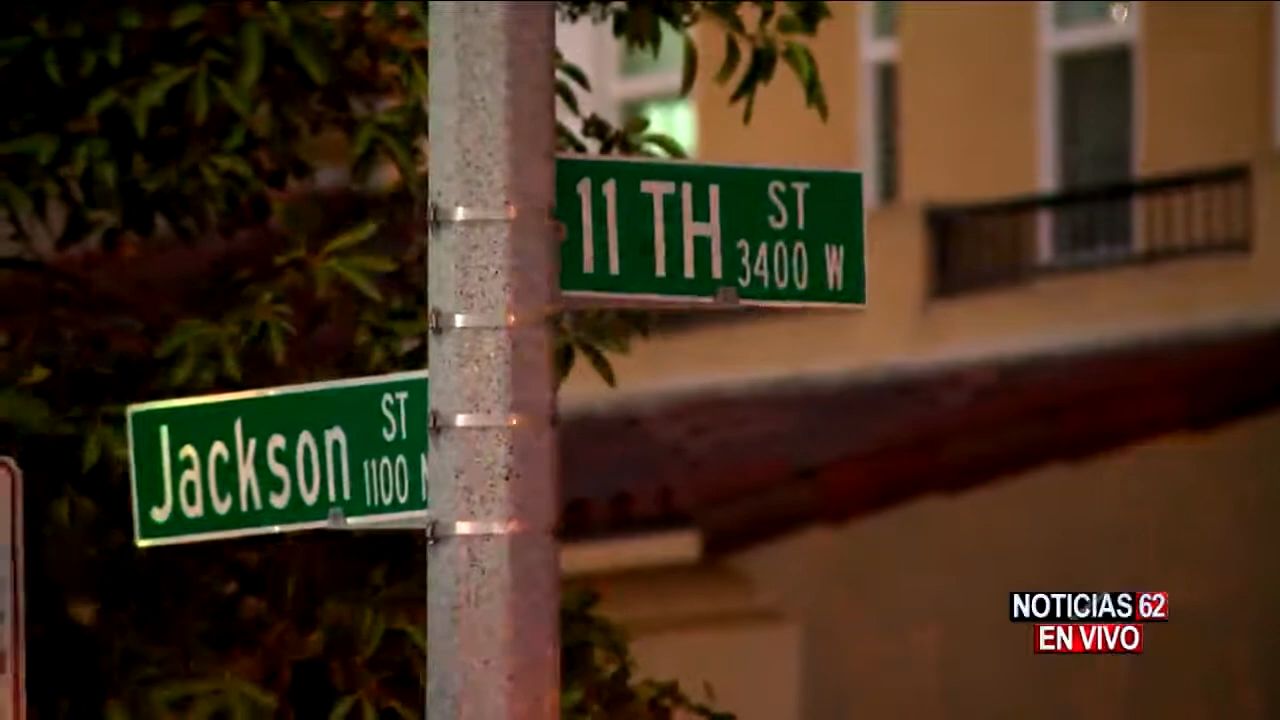 11 TH ST
3400 W
Jackson ST
1100
NOTICIAS 62
EN VIVO